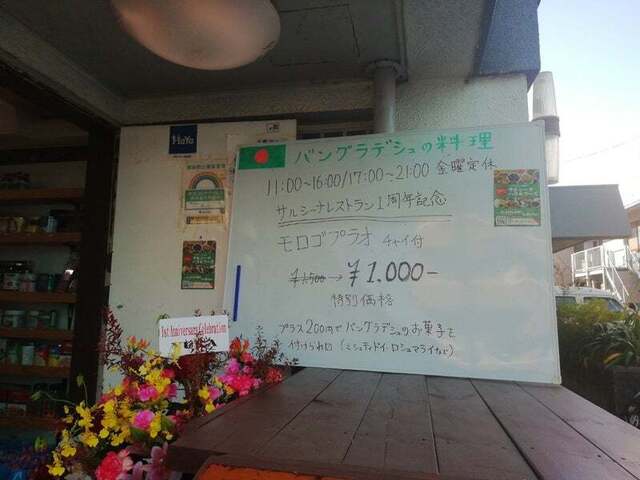 HaYo
バングラデシュの料理
11:00~16:00/17:00~21:00 金曜定休
サルシーナレストラン1周年記念
モロゴプラオ チャイ付
¥1,500→¥1.000-
特別価格
プラス200円でバングラデシュのお菓子を
付けられ口(ミシュティドイ・ロシュマライなど)
1st Anniversary Celebration